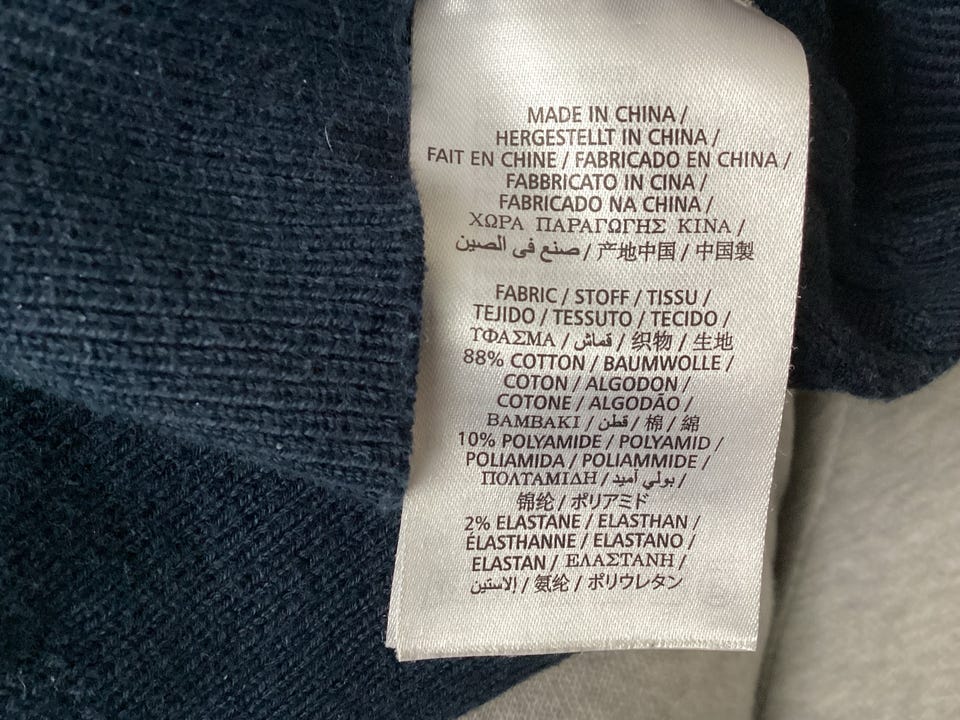 MADE IN CHINA /
HERGESTELLT IN CHINA /
FAIT EN CHINE / FABRICADO EN CHINA /
FABBRICATO IN CINA /
FABRICADO NA CHINA /
ΧΩΡΑ ΠΑΡΑΓΩΓΗΣ ΚΙΝΑ /
صنع في الصين / 产地中国 / 中国製
FABRIC / STOFF / TISSU /
TEJIDO / TESSUTO / TECIDO /
ΥΦΑΣΜΑ / قماش / 织物 / 生地
88% COTTON / BAUMWOLLE /
COTON / ALGODON /
COTONE / ALGODÃO /
BAMBAKI / قطن / 棉 / 綿
10% POLYAMIDE / POLYAMID /
POLIAMIDA / POLIAMMIDE /
ΠΟΛΤΑΜΙΔΗ / بولي أميد /
锦纶 / ポリアミド
2% ELASTANE / ELASTHAN /
ÉLASTHANNE / ELASTANO /
ELASTAN / ΕΛΑΣΤΑΝΗ /
إلاستين / 氨纶 / ポリウレタン